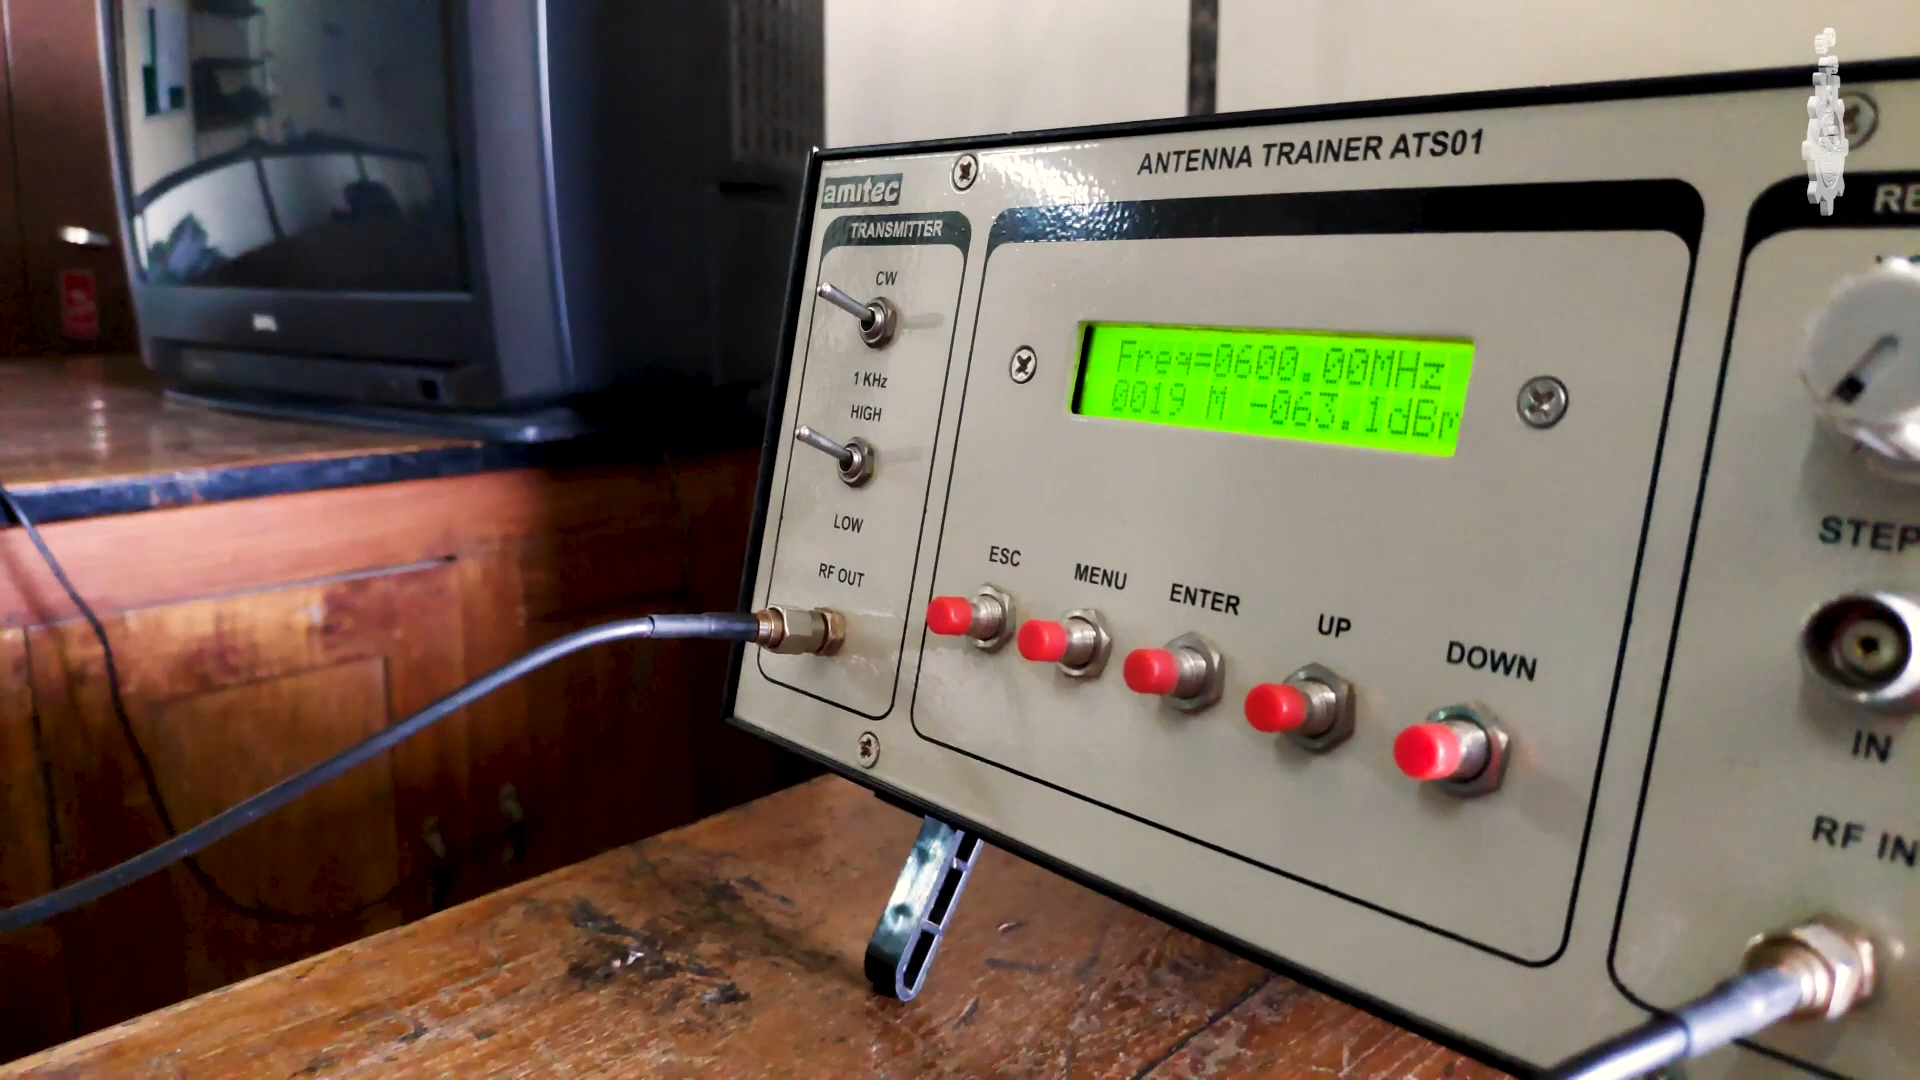 ANTENNA TRAINER ATS01
amitec
TRANSMITTER
CW
1 KHz
HIGH
LOW
RF OUT
Freq=0600.00MHz
0019 M -063.1dBm
ESC
MENU
ENTER
UP
DOWN
STEP
IN
RF IN